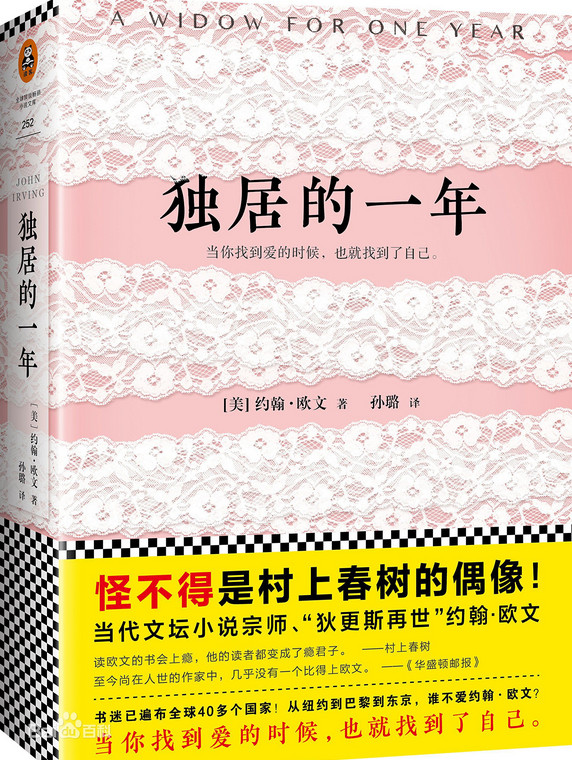 A WIDOW FOR ONE YEAR
独居的一年
当你找到爱的时候，也就找到了自己。
[美] 约翰·欧文 著 孙璐 译
怪不得是村上春树的偶像！
当代文坛小说宗师、“狄更斯再世”约翰·欧文
读欧文的书会上瘾，他的读者都变成了瘾君子。 ——村上春树
至今尚在人世的作家中，几乎没有一个比得上欧文。 ——《华盛顿邮报》
书迷已遍布全球40多个国家！从纽约到巴黎到东京，谁不爱约翰·欧文？
当你找到爱的时候，也就找到了自己。
252
JOHN
IRVING
独居的一年
[美] 约翰·欧文 著
孙璐 译
Bai百科